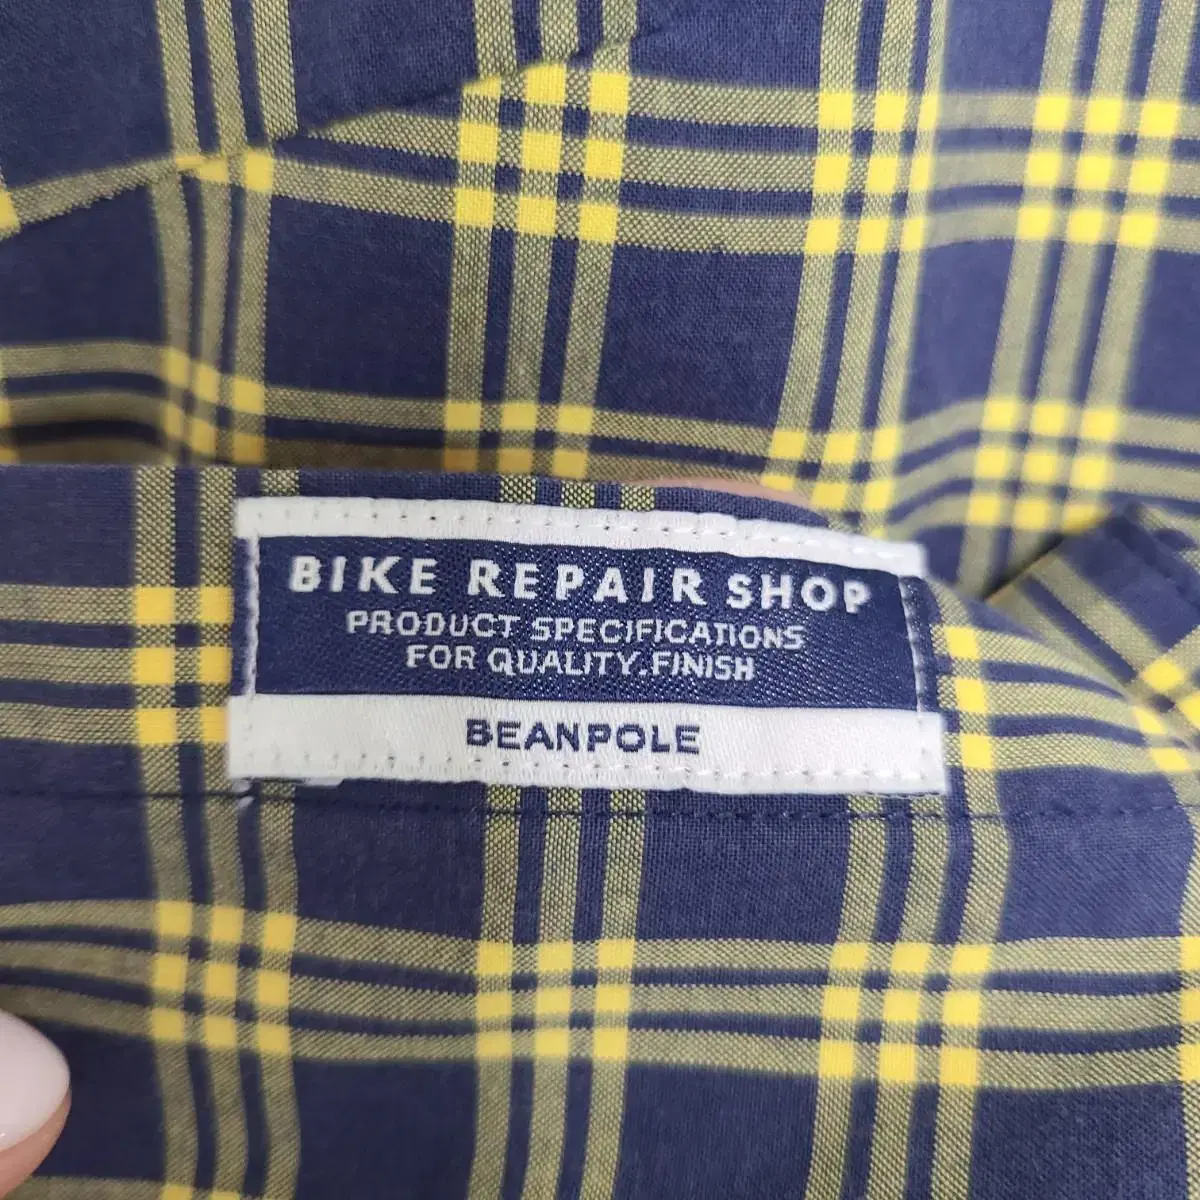 BIKE REPAIR SHOP
PRODUCT SPECIFICATIONS
FOR QUALITY.FINISH
BEANPOLE